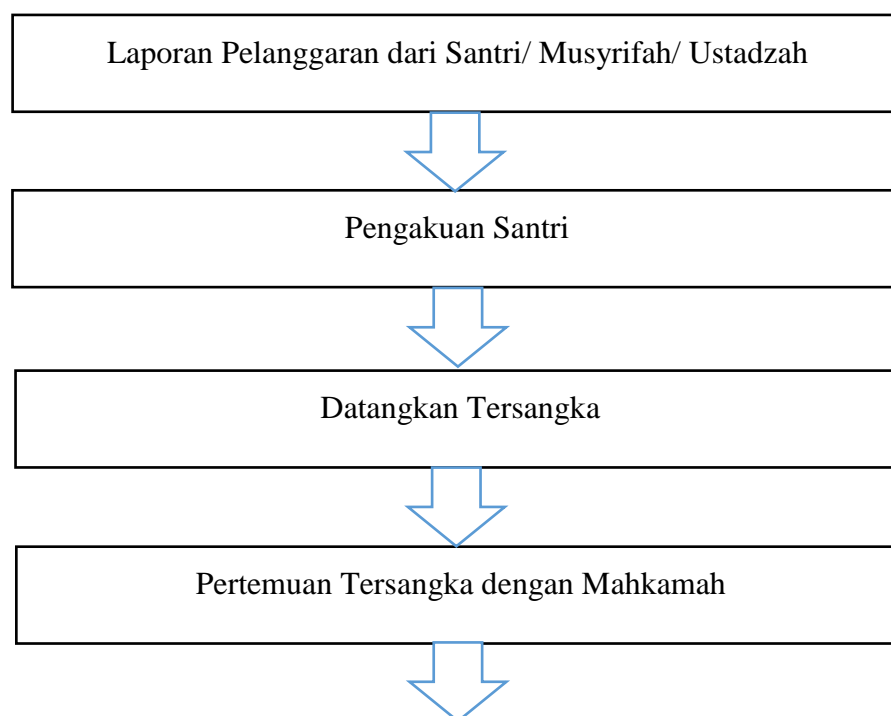 Laporan Pelanggaran dari Santri/ Musyrifah/ Ustadzah
Pengakuan Santri
Datangkan Tersangka
Pertemuan Tersangka dengan Mahkamah